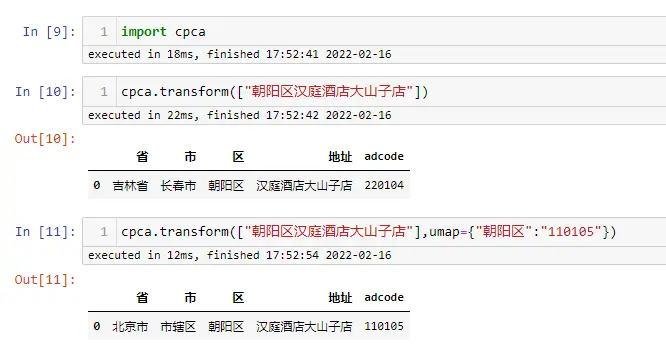 In [9]: 1 import cpca
executed in 18ms, finished 17:52:41 2022-02-16
In [10]: 1 cpca.transform(["朝阳区汉庭酒店大山子店"])
executed in 22ms, finished 17:52:42 2022-02-16
Out[10]:
省 市 区 地址 adcode
0 吉林省 长春市 朝阳区 汉庭酒店大山子店 220104
In [11]: 1 cpca.transform(["朝阳区汉庭酒店大山子店"],umap={"朝阳区":"110105"})
executed in 12ms, finished 17:52:54 2022-02-16
Out[11]:
省 市 区 地址 adcode
0 北京市 市辖区 朝阳区 汉庭酒店大山子店 110105